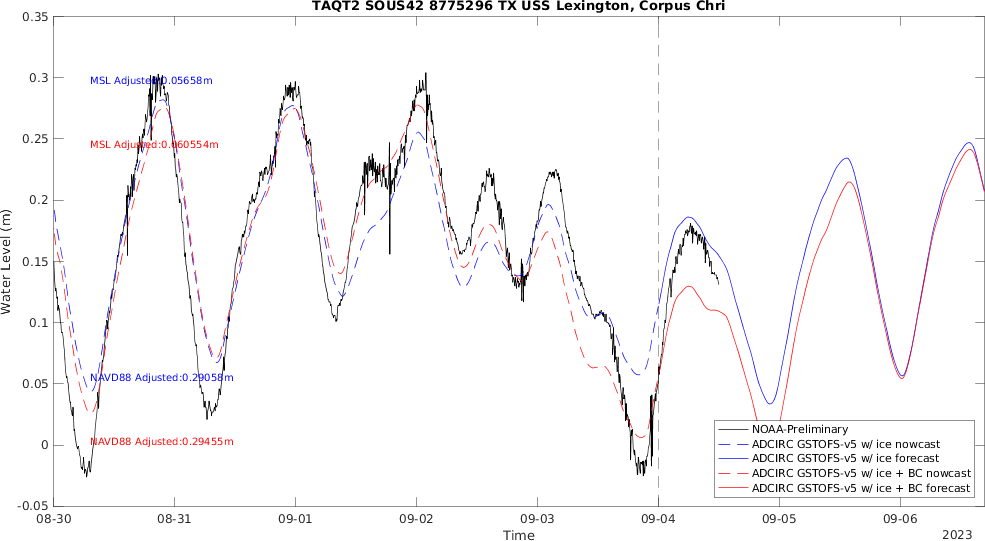 TAQT2 SOUS42 8775296 TX USS Lexington, Corpus Chri
0.35
0.3
0.25
0.2
0.15
0.1
0.05
0
-0.05
Water Level (m)
MSL Adjusted:0.05658m
MSL Adjusted:0.060554m
NAVD88 Adjusted:0.29058m
NAVD88 Adjusted:0.29455m
NOAA-Preliminary
ADCIRC GSTOFS-v5 w/ ice nowcast
ADCIRC GSTOFS-v5 w/ ice forecast
ADCIRC GSTOFS-v5 w/ ice + BC nowcast
ADCIRC GSTOFS-v5 w/ ice + BC forecast
08-30 08-31 09-01 09-02 09-03 09-04 09-05 09-06
Time
2023